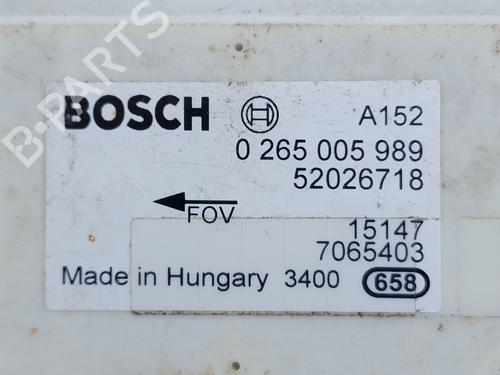 B-PARTS
BOSCH A152
0 265 005 989
52026718
FOV
15147
7065403
Made in Hungary 3400 658